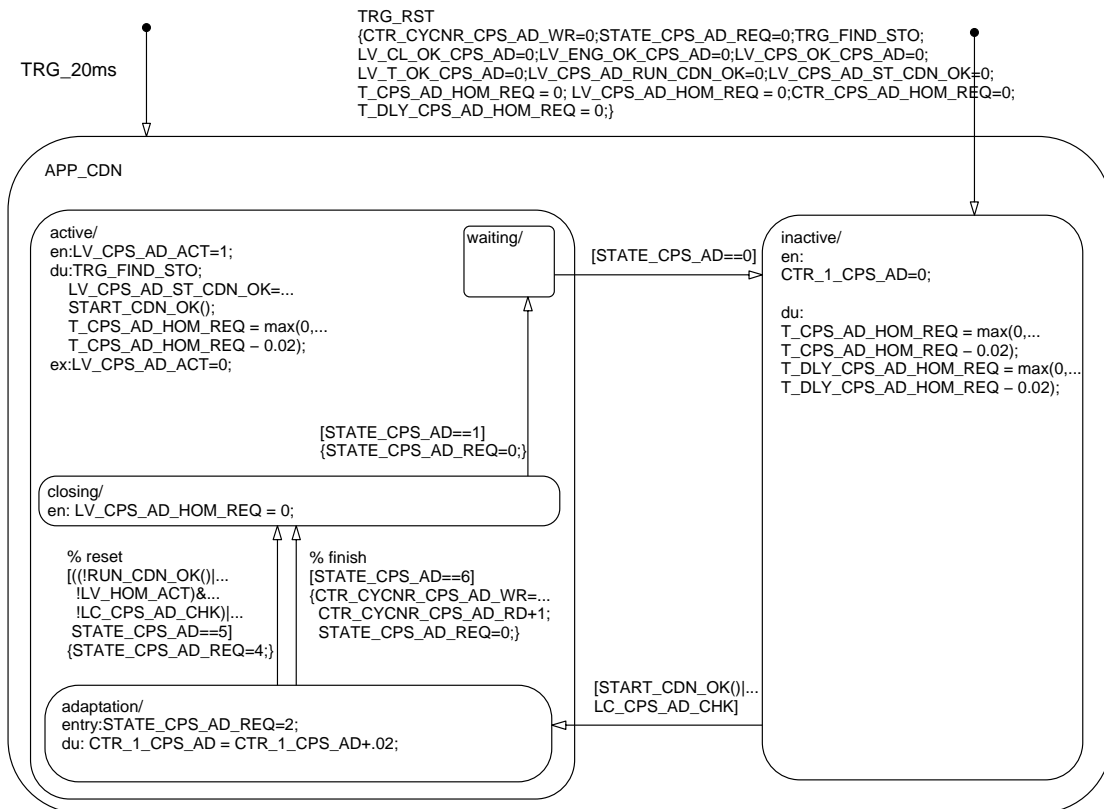 TRG_RST
{CTR_CYCNR_CPS_AD_WR=0;STATE_CPS_AD_REQ=0;TRG_FIND_STO;
LV_CL_OK_CPS_AD=0;LV_ENG_OK_CPS_AD=0;LV_CPS_OK_CPS_AD=0;
LV_T_OK_CPS_AD=0;LV_CPS_AD_RUN_CDN_OK=0;LV_CPS_AD_ST_CDN_OK=0;
T_CPS_AD_HOM_REQ = 0; LV_CPS_AD_HOM_REQ = 0;CTR_CPS_AD_HOM_REQ=0;
T_DLY_CPS_AD_HOM_REQ = 0;}
TRG_20ms
APP_CDN
active/
en:LV_CPS_AD_ACT=1;
du:TRG_FIND_STO;
LV_CPS_AD_ST_CDN_OK=...
START_CDN_OK();
T_CPS_AD_HOM_REQ = max(0,...
T_CPS_AD_HOM_REQ − 0.02);
ex:LV_CPS_AD_ACT=0;
waiting/
[STATE_CPS_AD==0]
inactive/
en:
CTR_1_CPS_AD=0;
du:
T_CPS_AD_HOM_REQ = max(0,...
T_CPS_AD_HOM_REQ − 0.02);
T_DLY_CPS_AD_HOM_REQ = max(0,...
T_DLY_CPS_AD_HOM_REQ − 0.02);
[STATE_CPS_AD==1]
{STATE_CPS_AD_REQ=0;}
closing/
en: LV_CPS_AD_HOM_REQ = 0;
% reset
[((!RUN_CDN_OK()|...
!LV_HOM_ACT)&...
!LC_CPS_AD_CHK)|...
STATE_CPS_AD==5]
{STATE_CPS_AD_REQ=4;}
% finish
[STATE_CPS_AD==6]
{CTR_CYCNR_CPS_AD_WR=...
CTR_CYCNR_CPS_AD_RD+1;
STATE_CPS_AD_REQ=0;}
[START_CDN_OK()|...
LC_CPS_AD_CHK]
adaptation/
entry:STATE_CPS_AD_REQ=2;
du: CTR_1_CPS_AD = CTR_1_CPS_AD+.02;